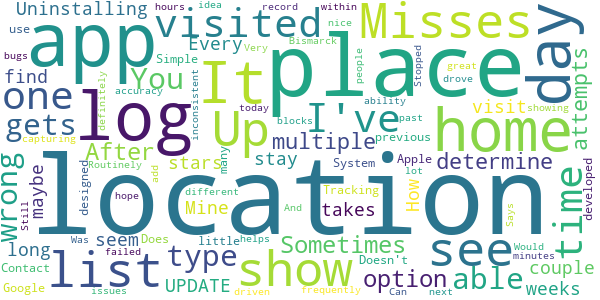 Uninstalling hours idea record within nice
use app visited place Misses day
bugs Simple Every Very Bismarck people great Stopped
find accuracy drove
one definitely You It I've visit showing attempts
gets log Up today blocks past ability home
capturing inconsistent multiple previous
wrong After stars stay System Apple determine time
maybe designed Routinely add many Tracking lot How developed
Mine different takes
Still location see
long seem Does And Sometimes Says couple
list type little hope show Doesn't option able
Contact Was failed helps Would minutes weeks
Google issues UPDATE driven frequently Can next